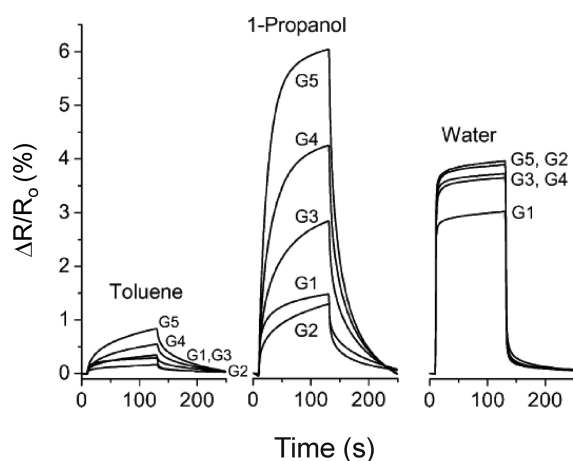 1-Propanol
6
5
4
3
2
1
0
ΔR/Ro (%)
Toluene
G5
G4
G1,G3
G2
0 100 200
G5
G4
G3
G1
G2
0 100 200
Water
G5, G2
G3, G4
G1
0 100 200
Time (s)